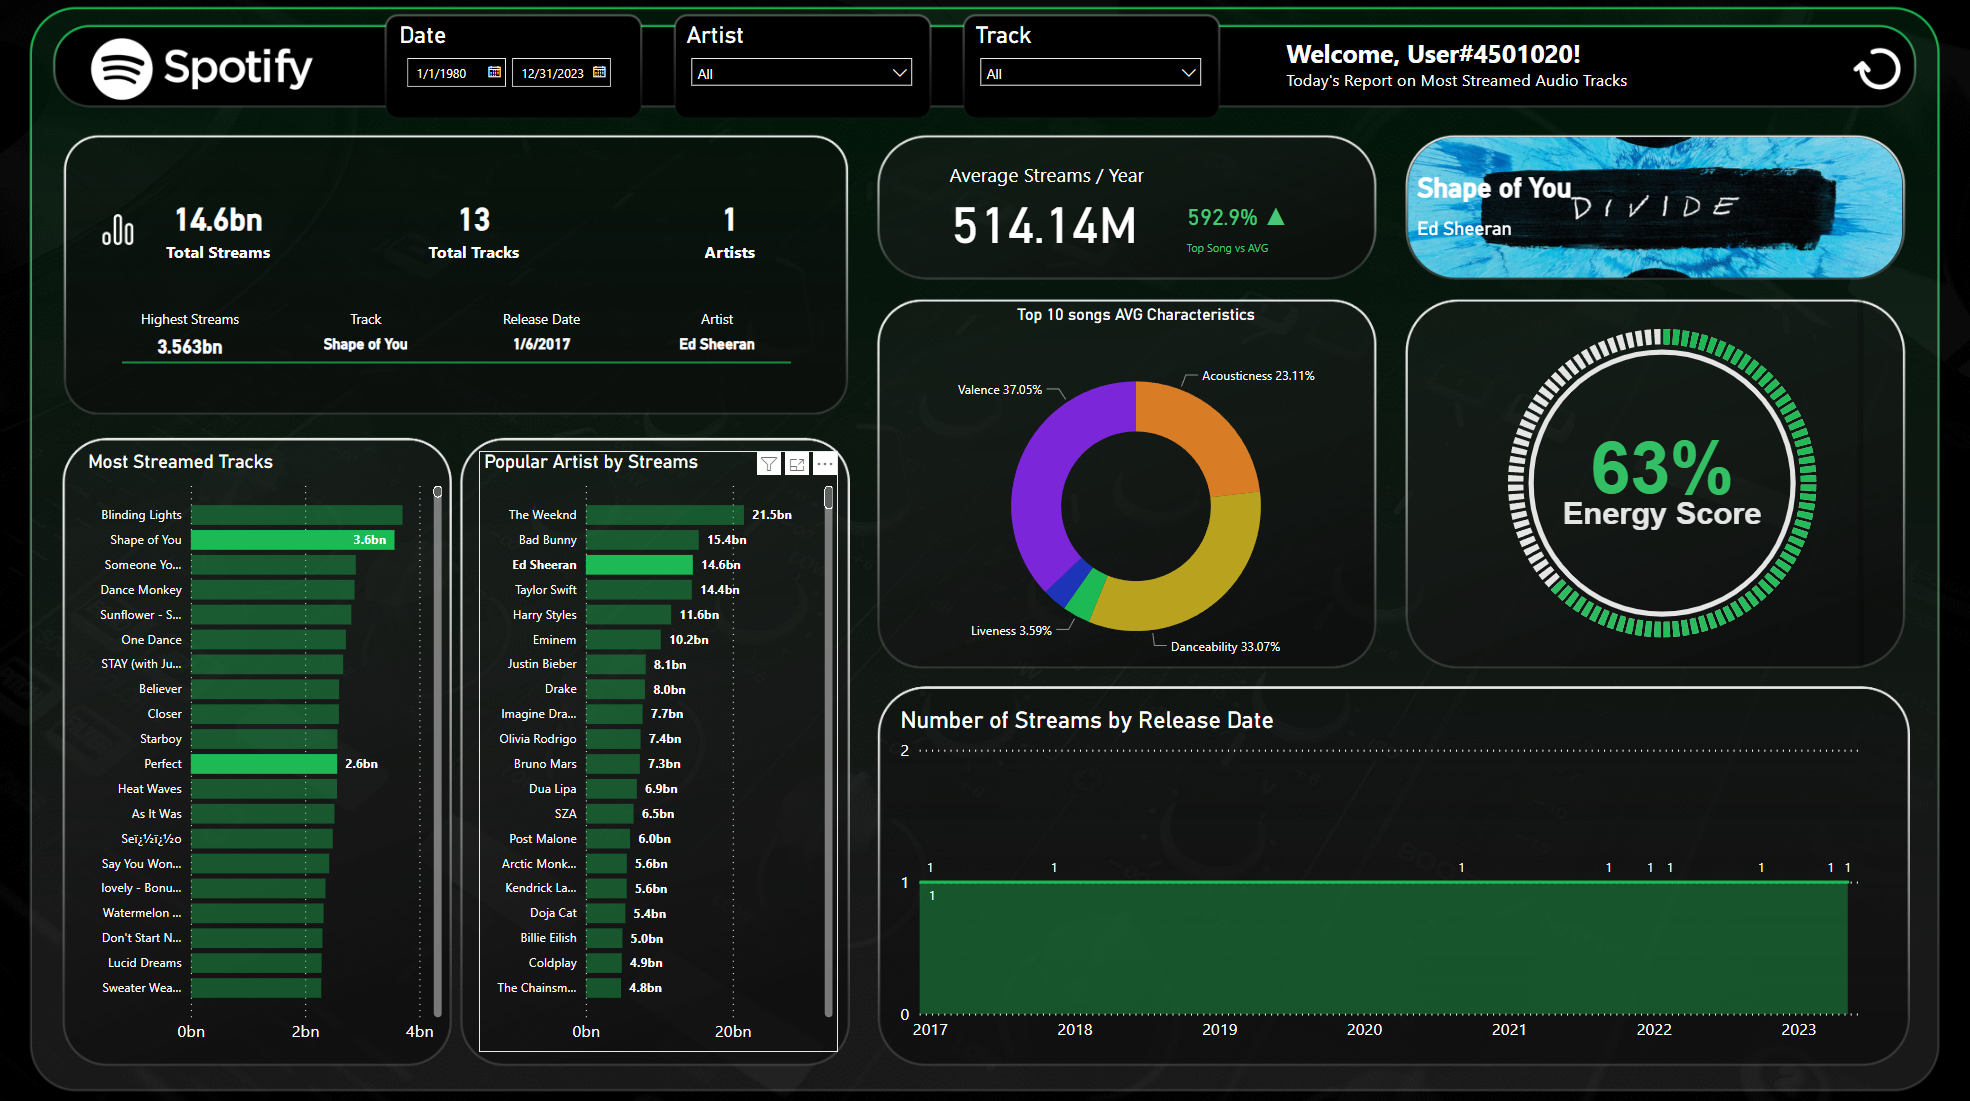 Spotify
Date
1/1/1980 12/31/2023
Artist
All
Track
All
Welcome, User#4501020!
Today's Report on Most Streamed Audio Tracks
14.6bn
Total Streams
13
Total Tracks
1
Artists
Highest Streams
3.563bn
Track
Shape of You
Release Date
1/6/2017
Artist
Ed Sheeran
Average Streams / Year
514.14M
592.9% ▲
Top Song vs AVG
Shape of You
Ed Sheeran
DIVIDE
Most Streamed Tracks
Blinding Lights
Shape of You 3.6bn
Someone Yo...
Dance Monkey
Sunflower - S...
One Dance
STAY (with Ju...
Believer
Closer
Starboy
Perfect 2.6bn
Heat Waves
As It Was
Seï¿½ï¿½o
Say You Won...
lovely - Bonu...
Watermelon ...
Don't Start N...
Lucid Dreams
Sweater Wea...
0bn 2bn 4bn
Popular Artist by Streams
The Weeknd 21.5bn
Bad Bunny 15.4bn
Ed Sheeran 14.6bn
Taylor Swift 14.4bn
Harry Styles 11.6bn
Eminem 10.2bn
Justin Bieber 8.1bn
Drake 8.0bn
Imagine Dra... 7.7bn
Olivia Rodrigo 7.4bn
Bruno Mars 7.3bn
Dua Lipa 6.9bn
SZA 6.5bn
Post Malone 6.0bn
Arctic Monk... 5.6bn
Kendrick La... 5.6bn
Doja Cat 5.4bn
Billie Eilish 5.0bn
Coldplay 4.9bn
The Chainsm... 4.8bn
0bn 20bn
Top 10 songs AVG Characteristics
Valence 37.05%
Acousticness 23.11%
Liveness 3.59%
Danceability 33.07%
63%
Energy Score
Number of Streams by Release Date
2
1 1 1 1 1 1 1 1 1
1
1
0
2017 2018 2019 2020 2021 2022 2023